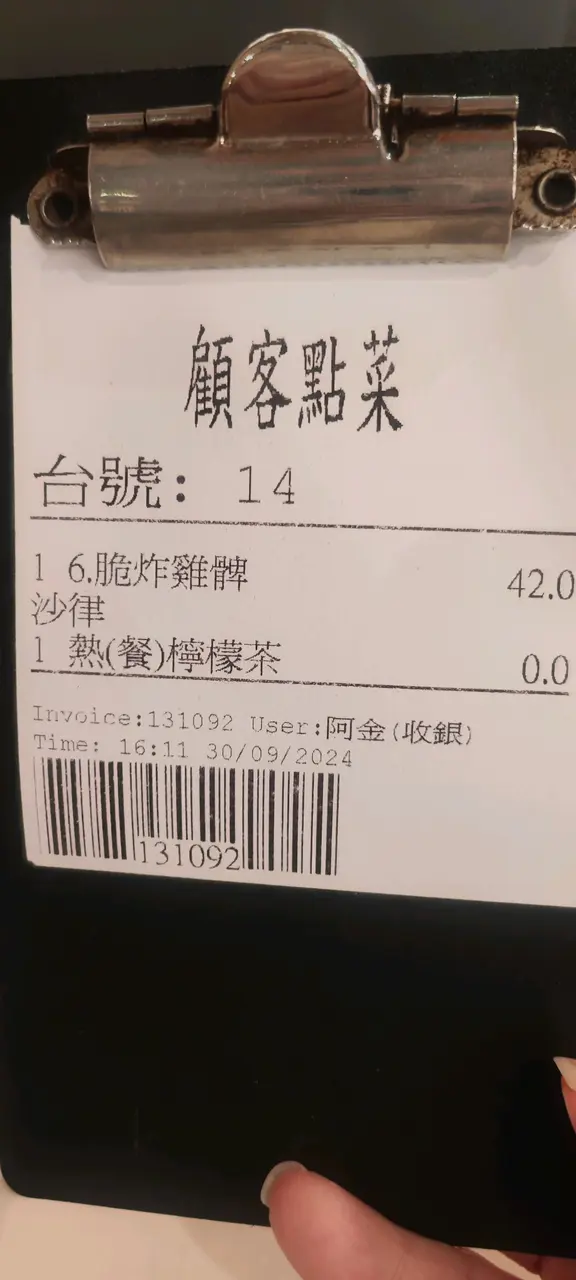 顧客點菜
台號: 14
1 6.脆炸雞髀 42.0
沙律
1 熱(餐)檸檬茶 0.0
Invoice:131092 User:阿金(收銀)
Time: 16:11 30/09/2024
131092